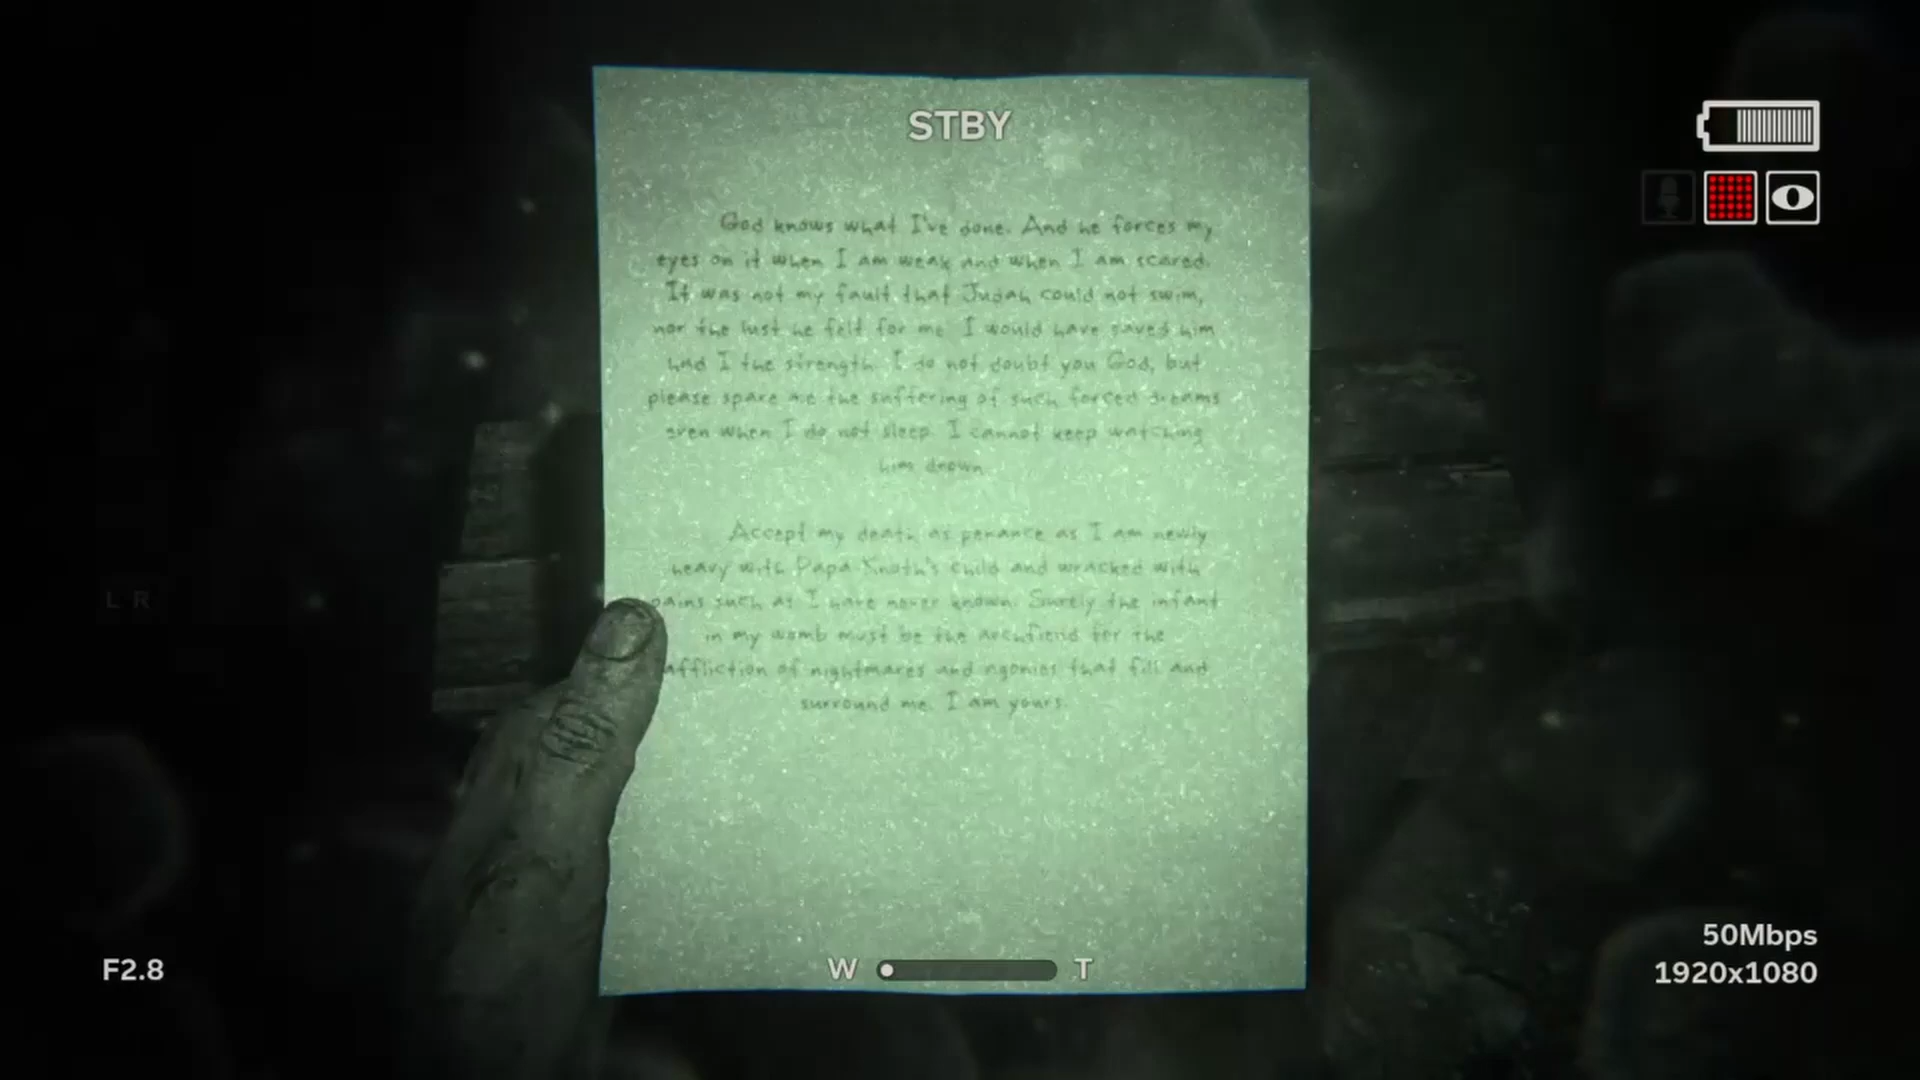 STBY
God knows what I've done. And he forces my
eyes on it when I am weak and when I am scared.
It was not my fault that Judah could not swim,
nor the lust he felt for me. I would have saved him
had I the strength. I do not doubt you God, but
please spare me the suffering of such forced dreams
even when I do not sleep. I cannot keep watching
him drown.
Accept my death as penance as I am newly
heavy with Papa Knoth's child and wracked with
pains such as I have never known. Surely the infant
in my womb must be the archfiend for the
affliction of nightmares and agonies that fill and
surround me. I am yours.
L R
F2.8
W T
50Mbps
1920x1080